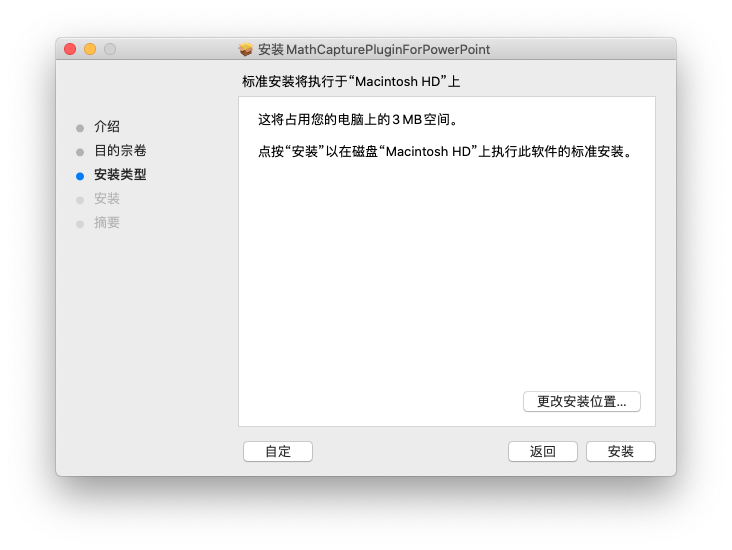 安装 MathCapturePluginForPowerPoint
标准安装将执行于“Macintosh HD”上
介绍
目的宗卷
安装类型
安装
摘要
这将占用您的电脑上的 3 MB 空间。
点按“安装”以在磁盘“Macintosh HD”上执行此软件的标准安装。
更改安装位置...
自定
返回
安装